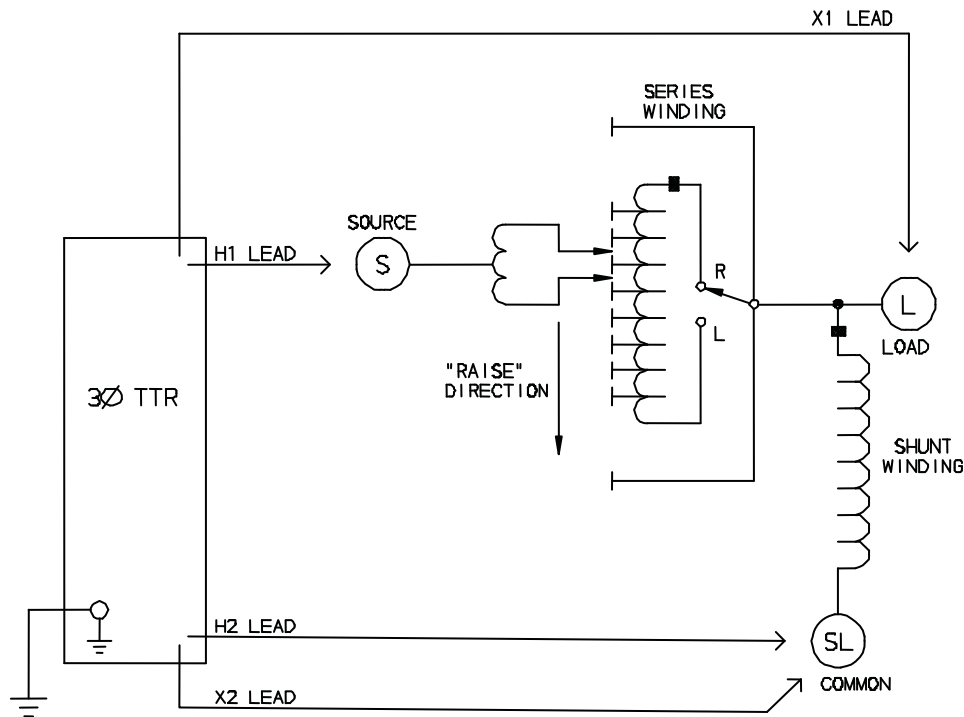 X1 LEAD
SERIES
WINDING
SOURCE
S
H1 LEAD
R
L
L
LOAD
"RAISE"
DIRECTION
3Ø TTR
SHUNT
WINDING
H2 LEAD
SL
COMMON
X2 LEAD